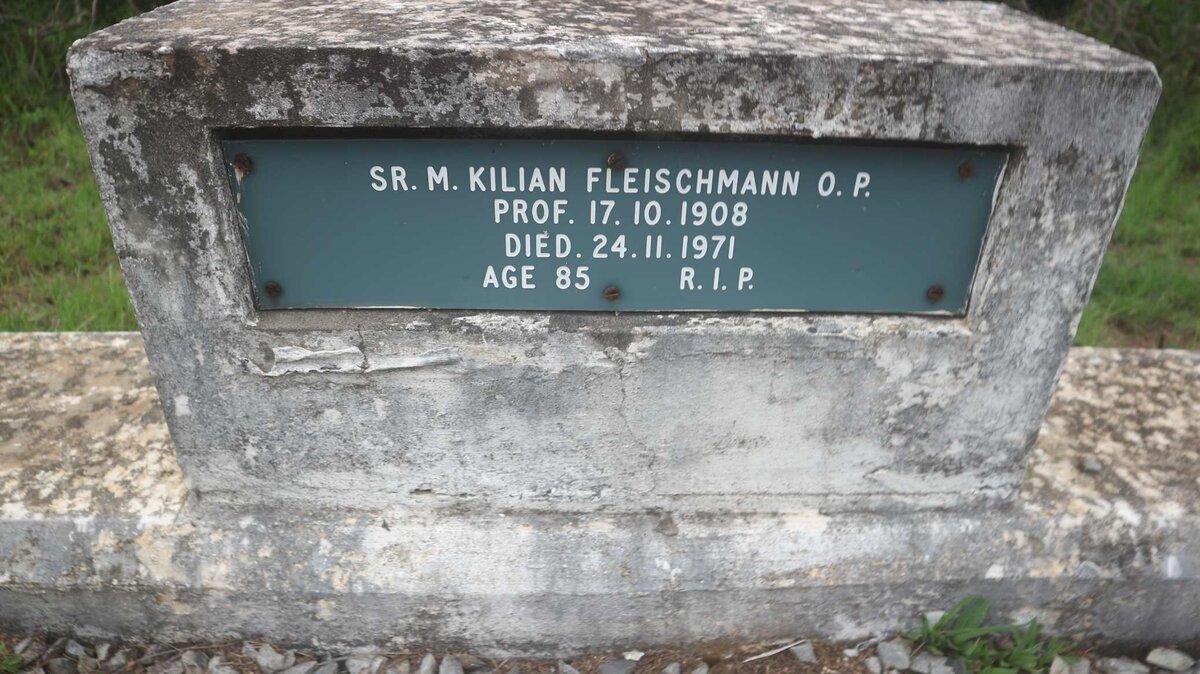 SR. M. KILIAN FLEISCHMANN O. P.
PROF. 17. 10. 1908
DIED. 24. 11. 1971
AGE 85 R. I. P.